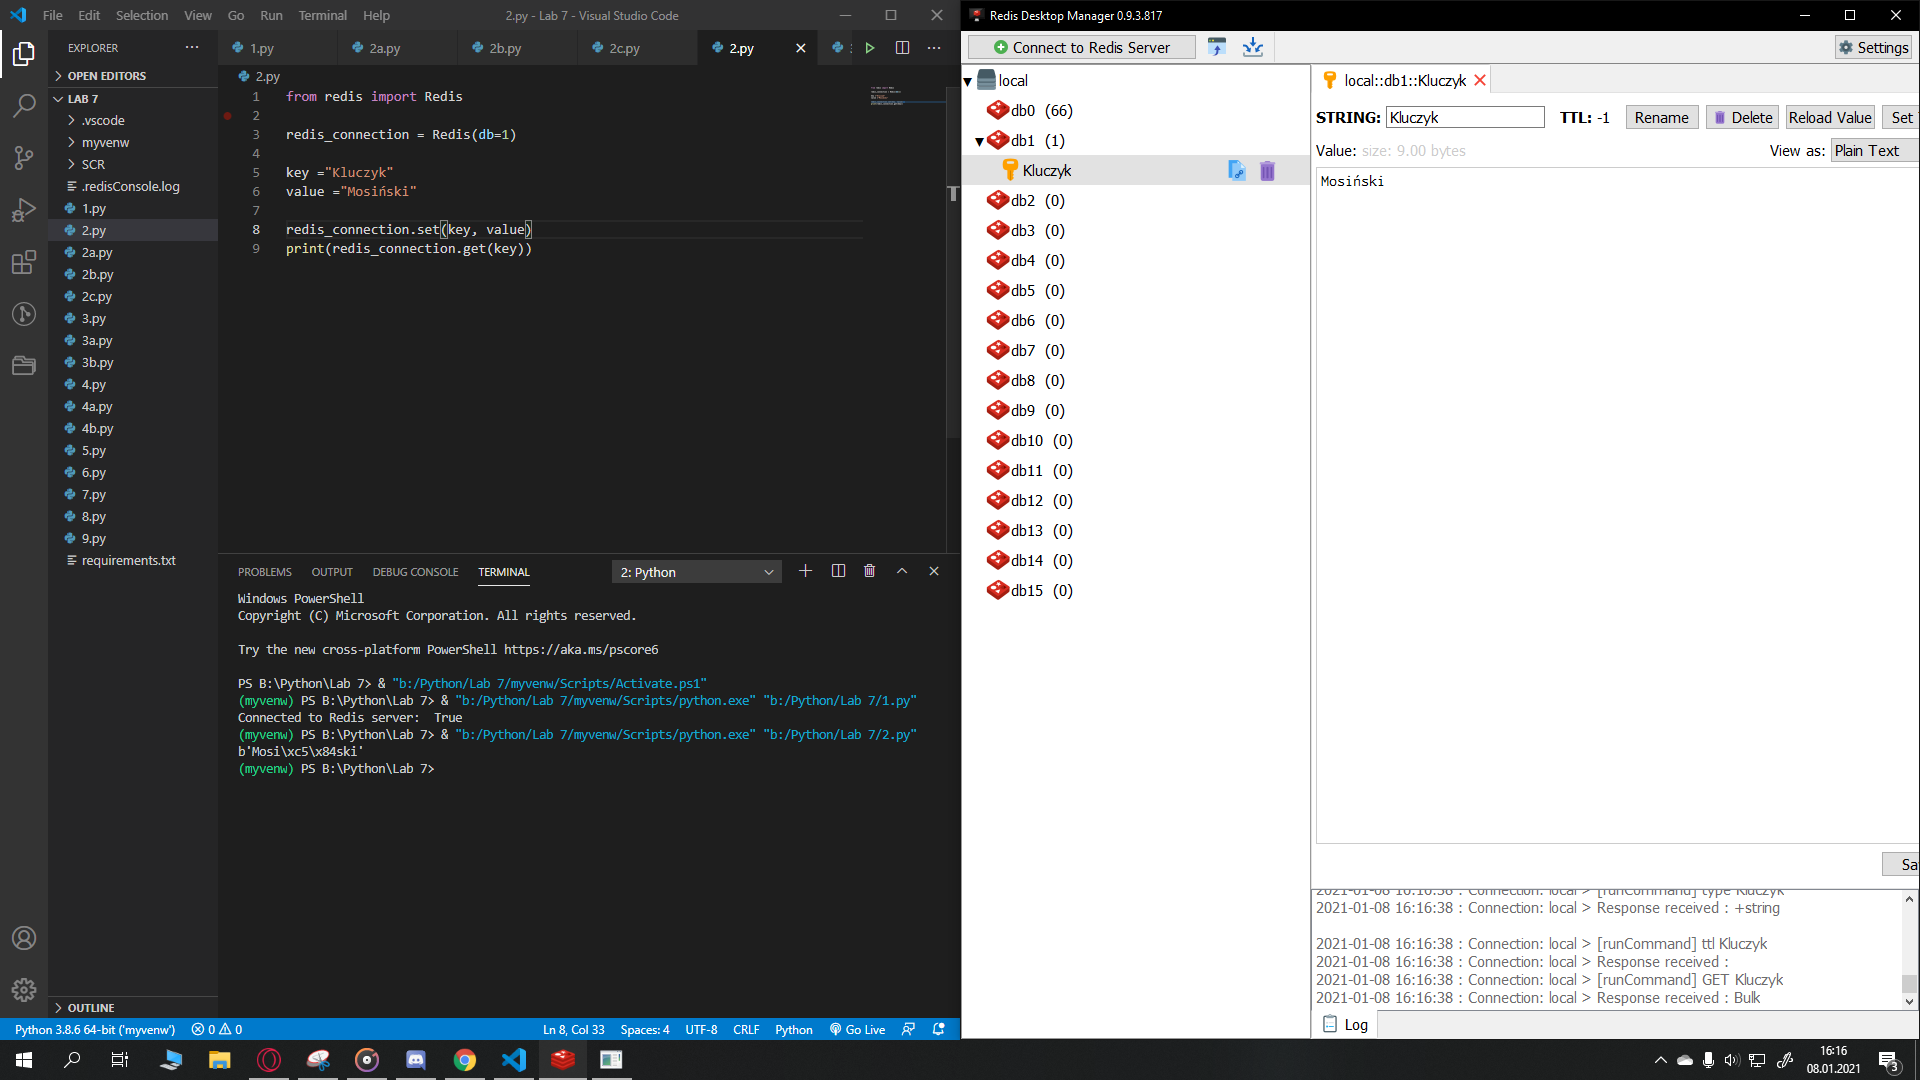 File Edit Selection View Go Run Terminal Help
2.py - Lab 7 - Visual Studio Code
EXPLORER
OPEN EDITORS
LAB 7
.vscode
myvenw
SCR
.redisConsole.log
1.py
2.py
2a.py
2b.py
2c.py
3.py
3a.py
3b.py
4.py
4a.py
4b.py
5.py
6.py
7.py
8.py
9.py
requirements.txt
OUTLINE
1.py 2a.py 2b.py 2c.py 2.py
2.py
1 from redis import Redis
2
3 redis_connection = Redis(db=1)
4
5 key ="Kluczyk"
6 value ="Mosiński"
7
8 redis_connection.set(key, value)
9 print(redis_connection.get(key))
PROBLEMS OUTPUT DEBUG CONSOLE TERMINAL 2: Python
Windows PowerShell
Copyright (C) Microsoft Corporation. All rights reserved.
Try the new cross-platform PowerShell https://aka.ms/pscore6
PS B:\Python\Lab 7> & "b:/Python/Lab 7/myvenw/Scripts/Activate.ps1"
(myvenw) PS B:\Python\Lab 7> & "b:/Python/Lab 7/myvenw/Scripts/python.exe" "b:/Python/Lab 7/1.py"
Connected to Redis server:  True
(myvenw) PS B:\Python\Lab 7> & "b:/Python/Lab 7/myvenw/Scripts/python.exe" "b:/Python/Lab 7/2.py"
b'Mosi\xc5\x84ski'
(myvenw) PS B:\Python\Lab 7>
Python 3.8.6 64-bit ('myvenw') 0 0 Ln 8, Col 33 Spaces: 4 UTF-8 CRLF Python Go Live
Redis Desktop Manager 0.9.3.817
Connect to Redis Server Settings
local
db0 (66)
db1 (1)
Kluczyk
db2 (0)
db3 (0)
db4 (0)
db5 (0)
db6 (0)
db7 (0)
db8 (0)
db9 (0)
db10 (0)
db11 (0)
db12 (0)
db13 (0)
db14 (0)
db15 (0)
local::db1::Kluczyk
STRING: Kluczyk TTL: -1 Rename Delete Reload Value Set
Value: size: 9.00 bytes View as: Plain Text
Mosiński
Sa
2021-01-08 16:16:38 : Connection: local > [runCommand] type Kluczyk
2021-01-08 16:16:38 : Connection: local > Response received : +string
2021-01-08 16:16:38 : Connection: local > [runCommand] ttl Kluczyk
2021-01-08 16:16:38 : Connection: local > Response received :
2021-01-08 16:16:38 : Connection: local > [runCommand] GET Kluczyk
2021-01-08 16:16:38 : Connection: local > Response received : Bulk
Log
16:16
08.01.2021
3